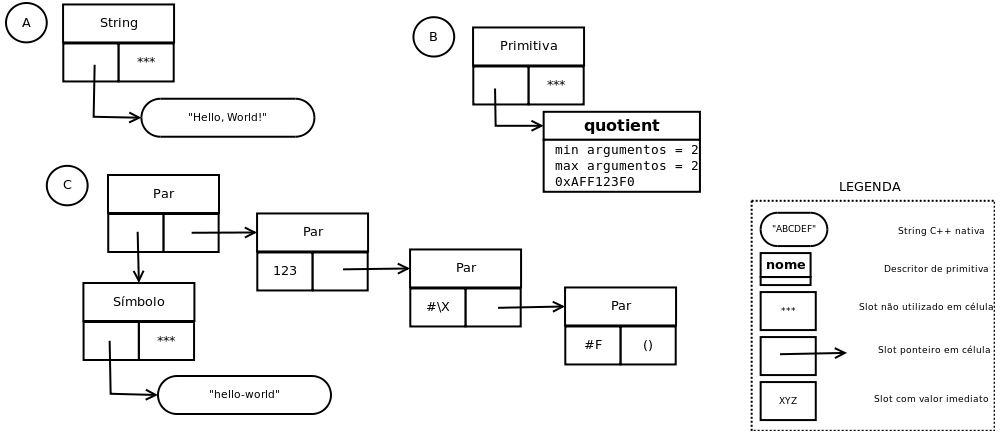 A
String
***
"Hello, World!"
B
Primitiva
***
quotient
min argumentos = 2
max argumentos = 2
0xAFF123F0
C
Par
Par
123
Par
#\X
Par
#F
()
Símbolo
***
"hello-world"
LEGENDA
"ABCDEF"
String C++ nativa
nome
Descritor de primitiva
***
Slot não utilizado em célula
Slot ponteiro em célula
XYZ
Slot com valor imediato